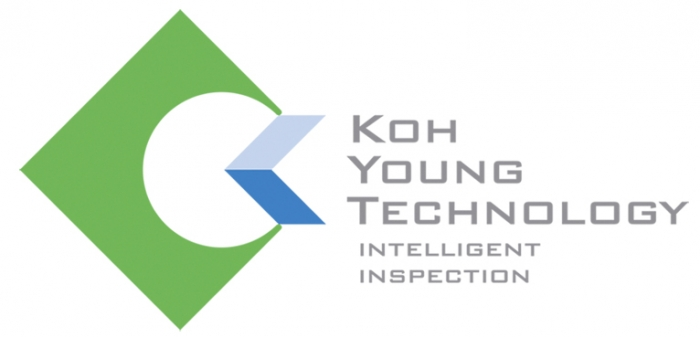 Koh
Young
Technology
INTELLIGENT
INSPECTION